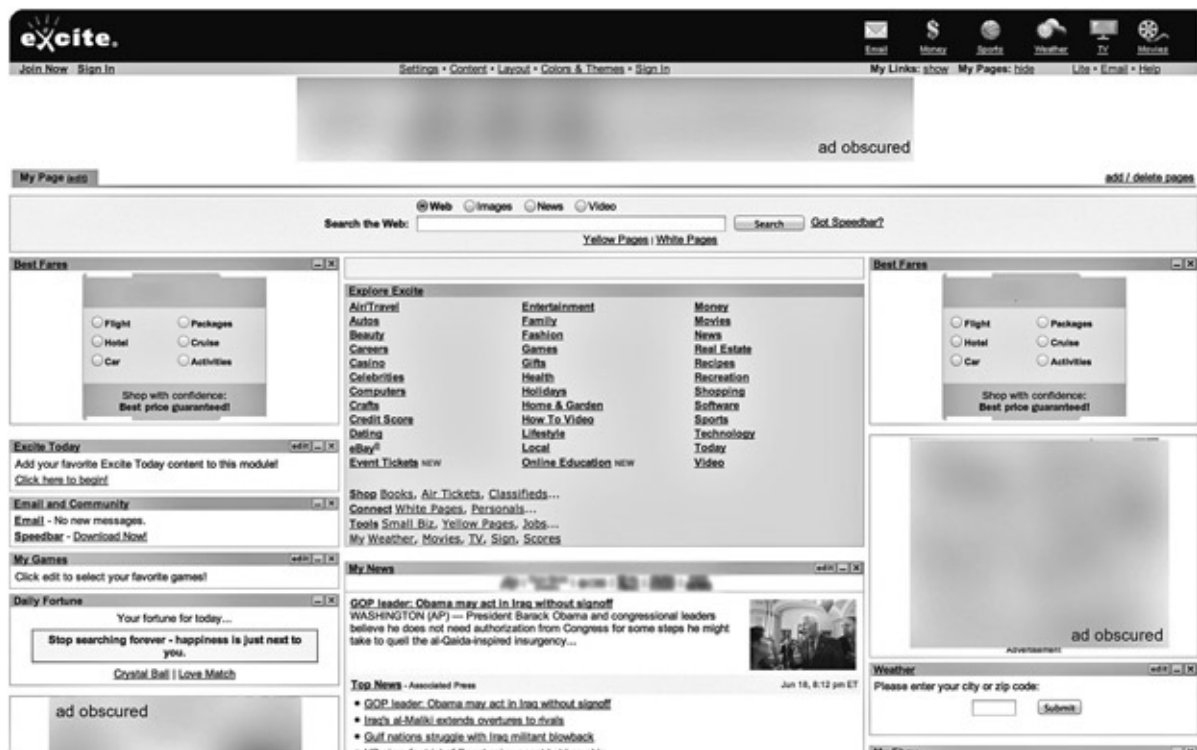 excite.
Email Money Sports Weather TV Movies
Join Now Sign In
Settings • Content • Layout • Colors & Themes • Sign In
My Links: show My Pages: hide
Lite • Email • Help
ad obscured
My Page edit
add / delete pages
Web Images News Video
Search the Web:
Search
Got Speedbar?
Yellow Pages | White Pages
Best Fares
Flight Packages
Hotel Cruise
Car Activities
Shop with confidence:
Best price guaranteed!
Excite Today
edit
Add your favorite Excite Today content to this module!
Click here to begin!
Email and Community
Email - No new messages.
Speedbar - Download Now!
My Games
edit
Click edit to select your favorite games!
Daily Fortune
Your fortune for today...
Stop searching forever - happiness is just next to
you.
Crystal Ball | Love Match
ad obscured
Explore Excite
Air/Travel Entertainment Money
Autos Family Movies
Beauty Fashion News
Careers Games Real Estate
Casino Gifts Recipes
Celebrities Health Recreation
Computers Holidays Shopping
Crafts Home & Garden Software
Credit Score How To Video Sports
Dating Lifestyle Technology
eBay® Local Today
Event Tickets NEW Online Education NEW Video
Shop Books, Air Tickets, Classifieds...
Connect White Pages, Personals...
Tools Small Biz, Yellow Pages, Jobs...
My Weather, Movies, TV, Sign, Scores
My News
edit
GOP leader: Obama may act in Iraq without signoff
WASHINGTON (AP) — President Barack Obama and congressional leaders
believe he does not need authorization from Congress for some steps he might
take to quell the al-Qaida-inspired insurgency...
Top News - Associated Press
Jun 18, 8:12 pm ET
• GOP leader: Obama may act in Iraq without signoff
• Iraq's al-Maliki extends overtures to rivals
• Gulf nations struggle with Iraq militant blowback
Best Fares
Flight Packages
Hotel Cruise
Car Activities
Shop with confidence:
Best price guaranteed!
ad obscured
Advertisement
Weather
edit
Please enter your city or zip code:
Submit